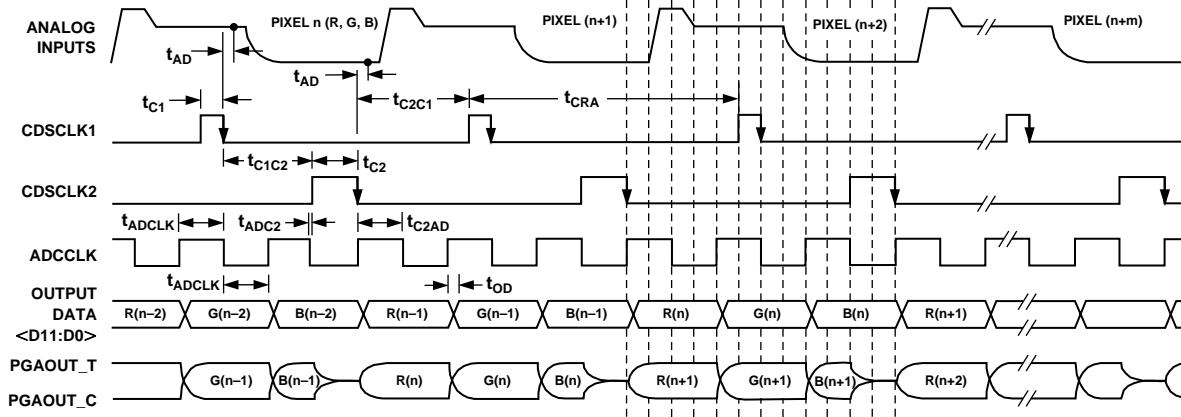 ANALOG
INPUTS
PIXEL n (R, G, B)
PIXEL (n+1)
PIXEL (n+2)
PIXEL (n+m)
tAD
tAD
tC1
tC2C1
tCRA
CDSCLK1
tC1C2
tC2
CDSCLK2
tADCLK
tADC2
tC2AD
ADCCLK
tADCLK
tOD
OUTPUT
DATA
<D11:D0>
R(n–2)
G(n–2)
B(n–2)
R(n–1)
G(n–1)
B(n–1)
R(n)
G(n)
B(n)
R(n+1)
PGAOUT_T
PGAOUT_C
G(n–1)
B(n–1)
R(n)
G(n)
B(n)
R(n+1)
G(n+1)
B(n+1)
R(n+2)